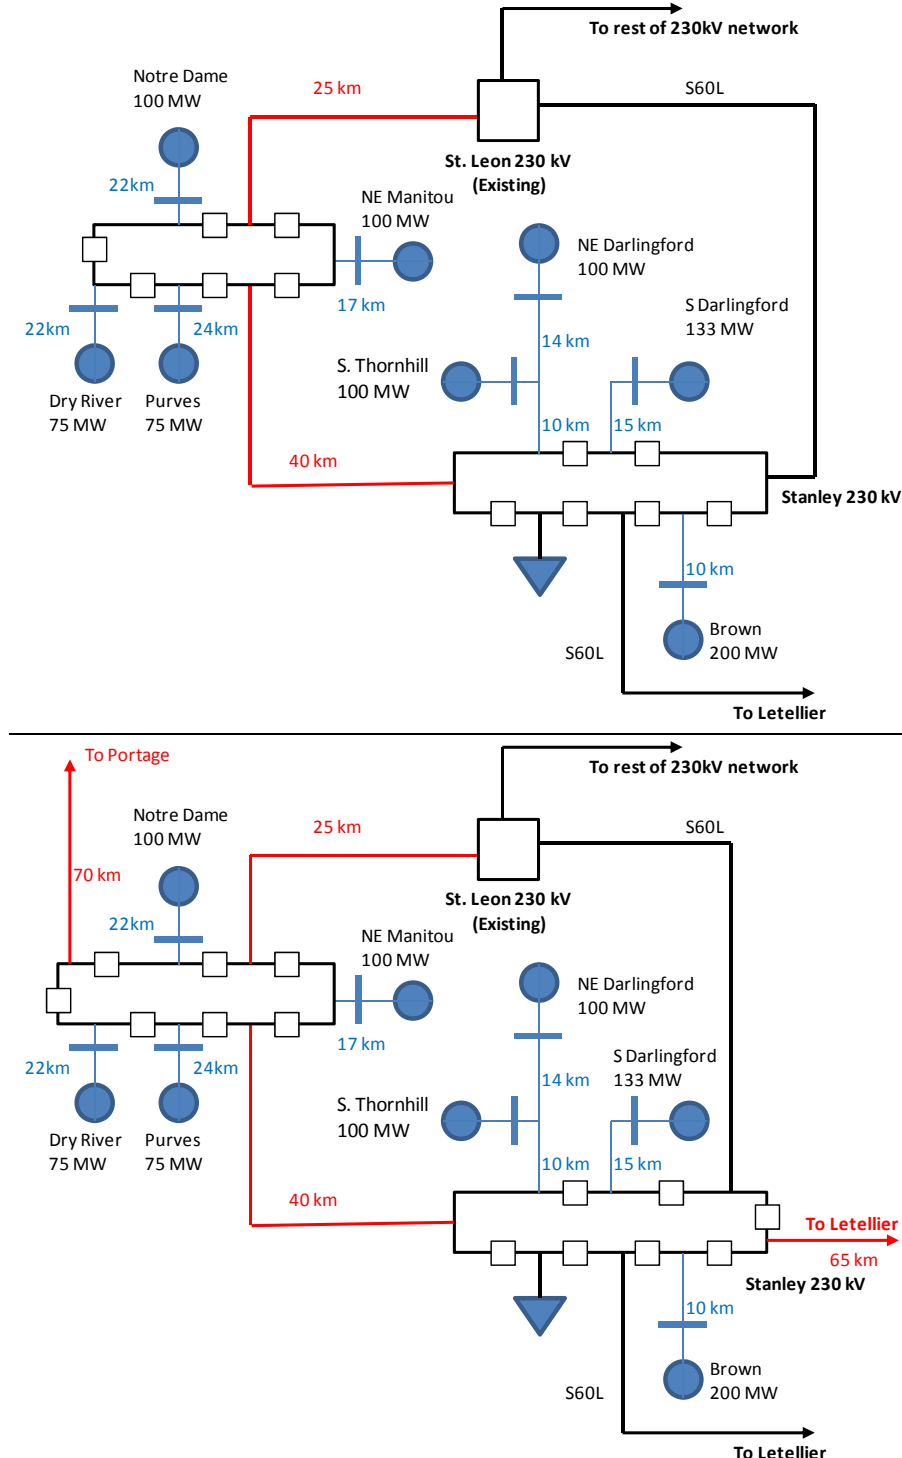 To rest of 230kV network
Notre Dame
100 MW
25 km
S60L
St. Leon 230 kV
(Existing)
22km
NE Manitou
100 MW
NE Darlingford
100 MW
17 km
S Darlingford
133 MW
22km
24km
14 km
S. Thornhill
100 MW
Dry River
75 MW
Purves
75 MW
10 km
15 km
40 km
Stanley 230 kV
10 km
Brown
200 MW
S60L
To Letellier
To Portage
To rest of 230kV network
Notre Dame
100 MW
25 km
S60L
70 km
St. Leon 230 kV
(Existing)
22km
NE Manitou
100 MW
NE Darlingford
100 MW
17 km
S Darlingford
133 MW
22km
24km
14 km
S. Thornhill
100 MW
Dry River
75 MW
Purves
75 MW
10 km
15 km
40 km
To Letellier
65 km
Stanley 230 kV
10 km
Brown
200 MW
S60L
To Letellier